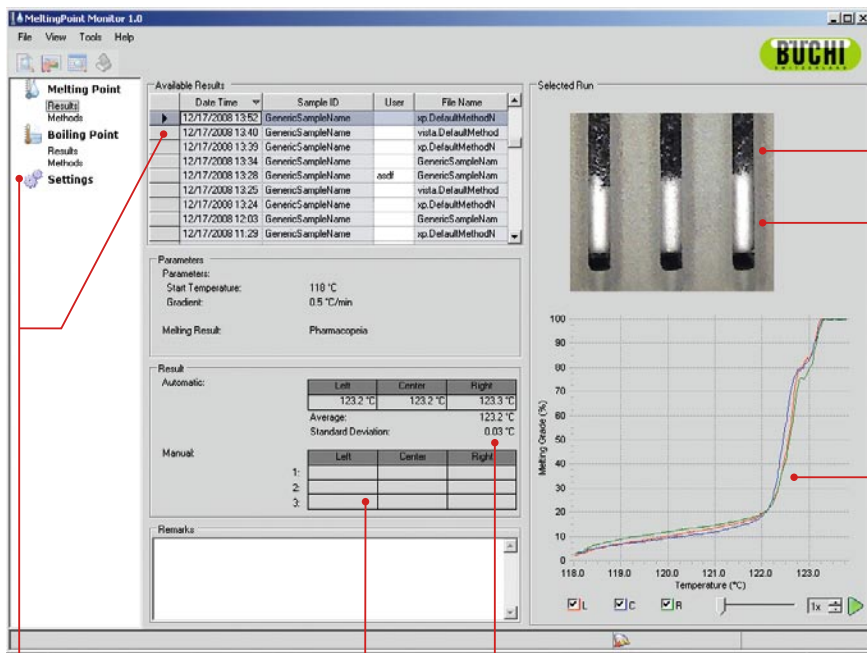 MeltingPoint Monitor 1.0
File View Tools Help
BÜCHI
SWITZERLAND
Melting Point
Results
Methods
Boiling Point
Results
Methods
Settings
Available Results
Date Time Sample ID User File Name
12/17/2008 13:52 GenericSampleName xp.DefaultMethodN
12/17/2008 13:40 GenericSampleName vista.DefaultMethod
12/17/2008 13:39 GenericSampleName xp.DefaultMethodN
12/17/2008 13:34 GenericSampleName GenericSampleNam
12/17/2008 13:28 GenericSampleName asdf GenericSampleNam
12/17/2008 13:25 GenericSampleName vista.DefaultMethod
12/17/2008 13:24 GenericSampleName xp.DefaultMethodN
12/17/2008 12:03 GenericSampleName GenericSampleNam
12/17/2008 11:29 GenericSampleName xp.DefaultMethodN
Parameters
Parameters:
Start Temperature: 118 °C
Gradient: 0.5 °C/min
Melting Result: Pharmacopeia
Result
Automatic:
Left Center Right
123.2 °C 123.2 °C 123.3 °C
Average: 123.2 °C
Standard Deviation: 0.03 °C
Manual:
Left Center Right
1:
2:
3:
Remarks
Selected Run
Melting Grade (%)
100
90
80
70
60
50
40
30
20
10
0
118.0 119.0 120.0 121.0 122.0 123.0
Temperature (°C)
L C R 1x